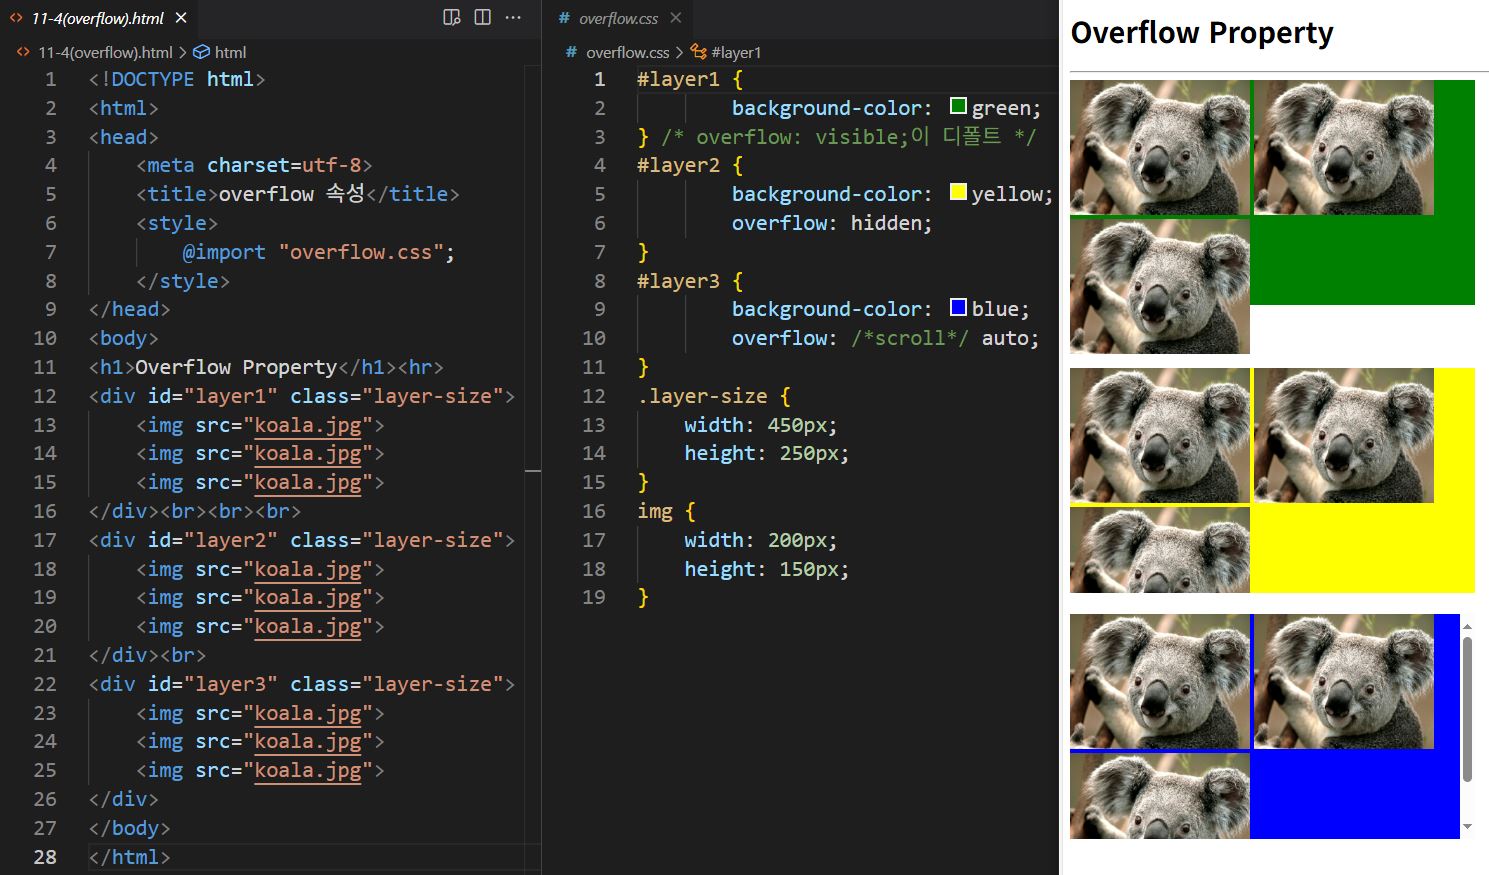 11-4(overflow).html
11-4(overflow).html > html
1 <!DOCTYPE html>
2 <html>
3 <head>
4 <meta charset=utf-8>
5 <title>overflow 속성</title>
6 <style>
7 @import "overflow.css";
8 </style>
9 </head>
10 <body>
11 <h1>Overflow Property</h1><hr>
12 <div id="layer1" class="layer-size">
13 <img src="koala.jpg">
14 <img src="koala.jpg">
15 <img src="koala.jpg">
16 </div><br><br><br>
17 <div id="layer2" class="layer-size">
18 <img src="koala.jpg">
19 <img src="koala.jpg">
20 <img src="koala.jpg">
21 </div><br>
22 <div id="layer3" class="layer-size">
23 <img src="koala.jpg">
24 <img src="koala.jpg">
25 <img src="koala.jpg">
26 </div>
27 </body>
28 </html>
# overflow.css
# overflow.css > #layer1
1 #layer1 {
2 background-color: green;
3 } /* overflow: visible;이 디폴트 */
4 #layer2 {
5 background-color: yellow;
6 overflow: hidden;
7 }
8 #layer3 {
9 background-color: blue;
10 overflow: /*scroll*/ auto;
11 }
12 .layer-size {
13 width: 450px;
14 height: 250px;
15 }
16 img {
17 width: 200px;
18 height: 150px;
19 }
Overflow Property